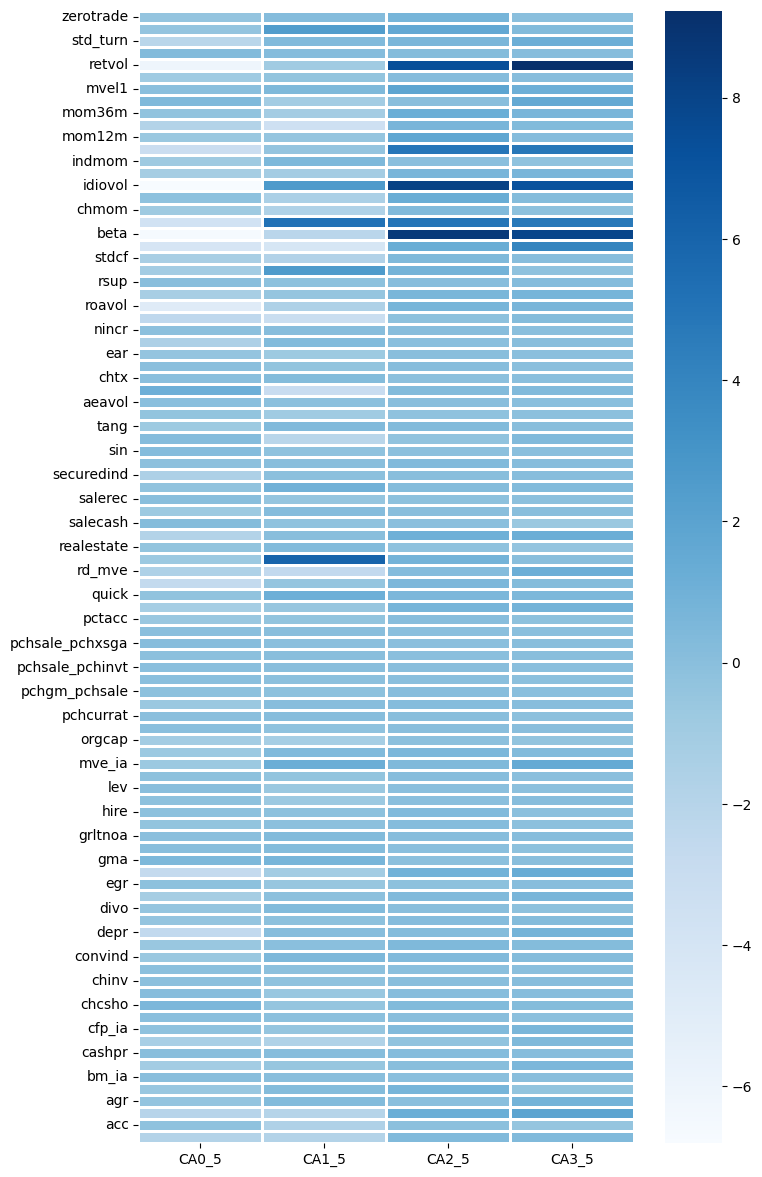 zerotrade
std_turn
retvol
mvel1
mom36m
mom12m
indmom
idiovol
chmom
beta
stdcf
rsup
roavol
nincr
ear
chtx
aeavol
tang
sin
securedind
salerec
salecash
realestate
rd_mve
quick
pctacc
pchsale_pchxsga
pchsale_pchinvt
pchgm_pchsale
pchcurrat
orgcap
mve_ia
lev
hire
grltnoa
gma
egr
divo
depr
convind
chinv
chcsho
cfp_ia
cashpr
bm_ia
agr
acc
CA0_5 CA1_5 CA2_5 CA3_5
8
6
4
2
0
−2
−4
−6